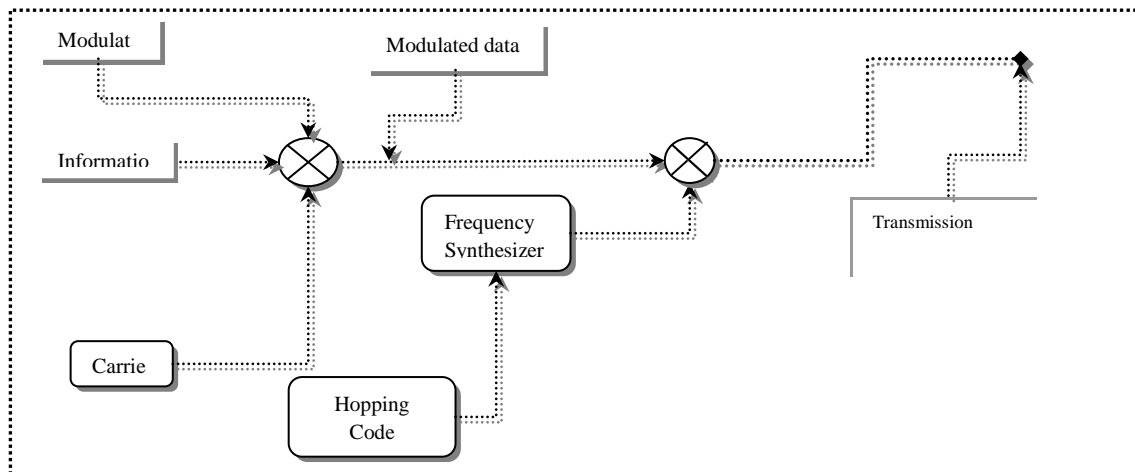 Modulat
Modulated data
Informatio
Frequency
Synthesizer
Transmission
Carrie
Hopping
Code